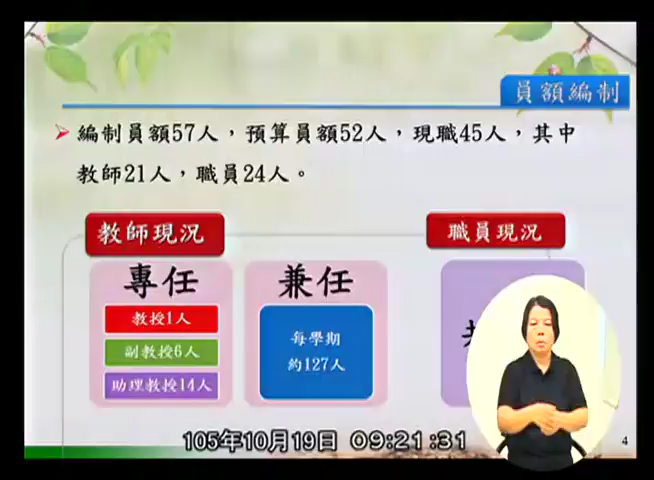 員額編制
編制員額57人，預算員額52人，現職45人，其中
教師21人，職員24人。
教師現況
職員現況
專任
兼任
教授1人
副教授6人
助理教授14人
每學期
約127人
105年10月19日 09:21:31
4